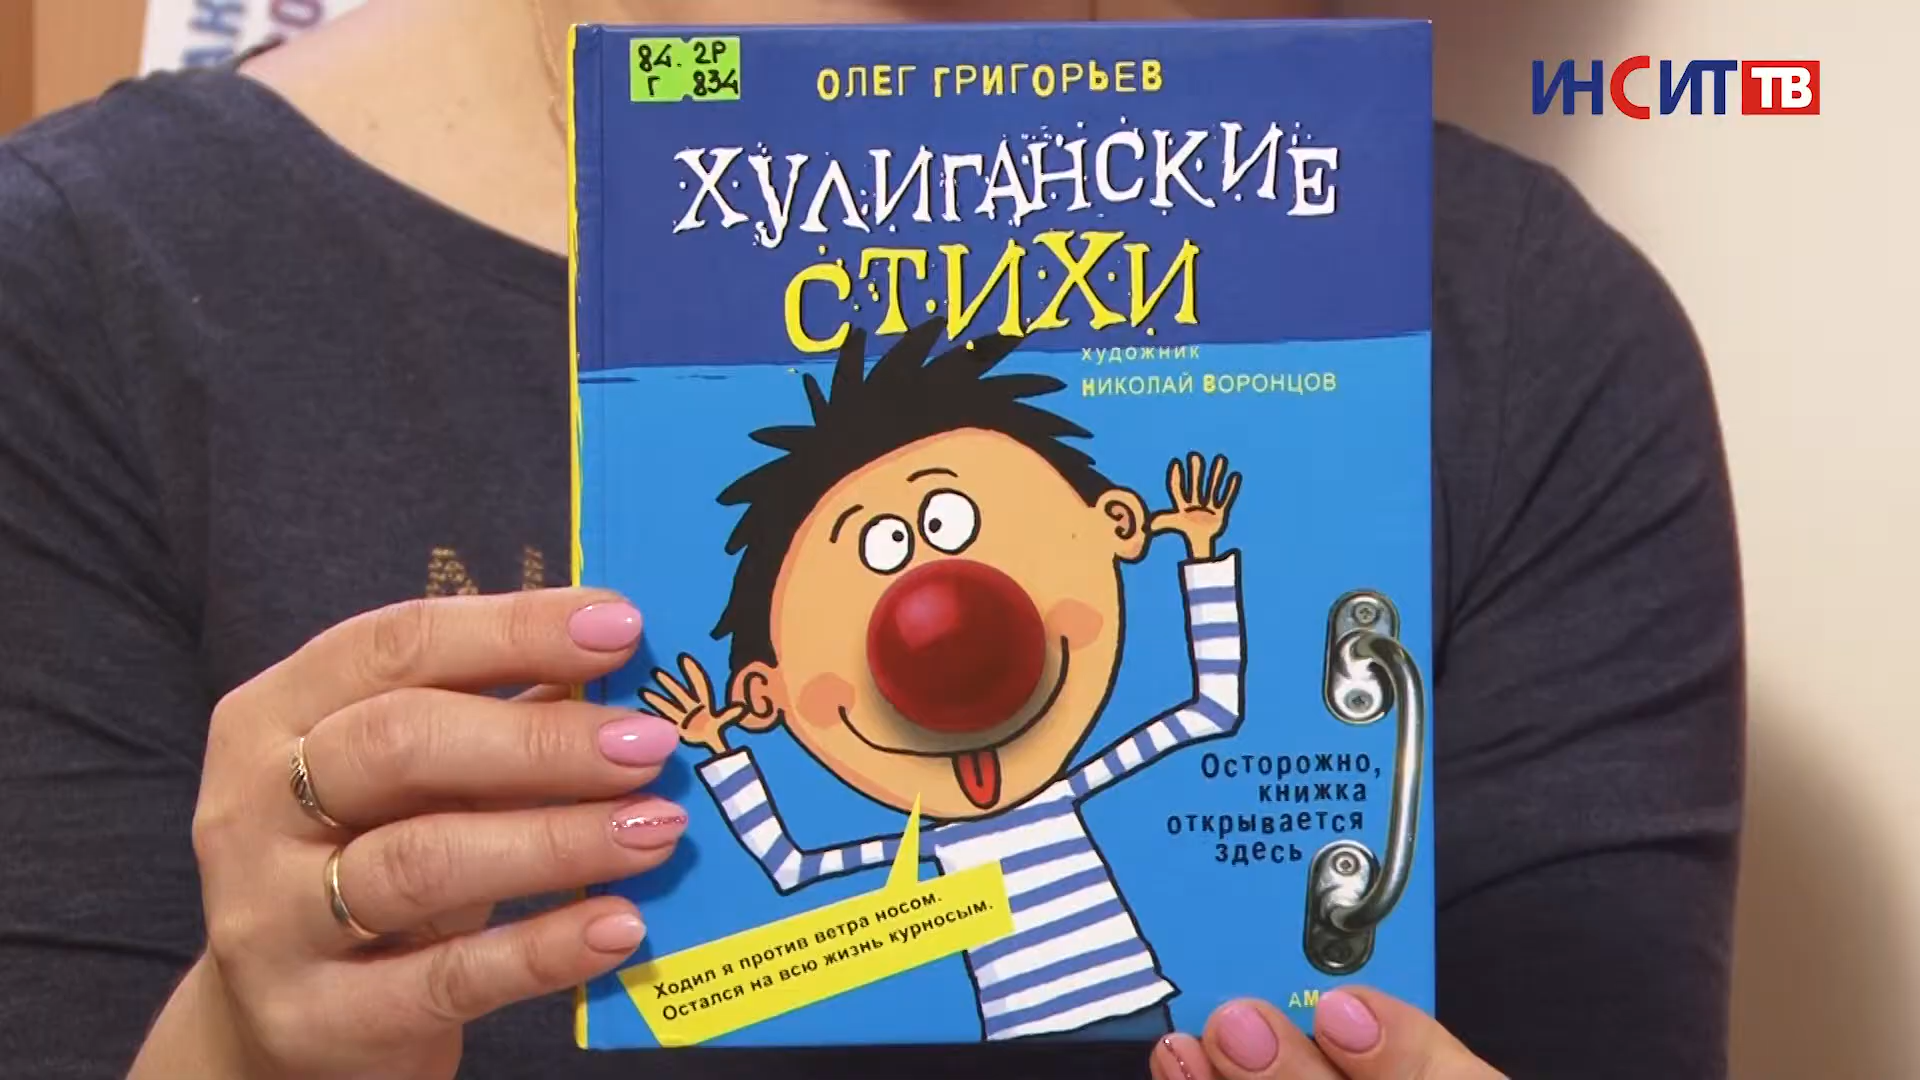 84. 2Р
Г 834
ОЛЕГ ГРИГОРЬЕВ
ИНСИТ ТВ
ХУЛИГАНСКИЕ
СТИХИ
ХУДОЖНИК
НИКОЛАЙ ВОРОНЦОВ
Осторожно,
книжка
открывается
здесь
Ходил я против ветра носом.
Остался на всю жизнь курносым.